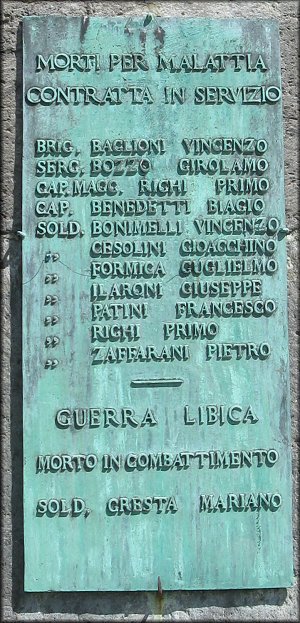 MORTI PER MALATTIA
CONTRATTA IN SERVIZIO
BRIG. BAGLIONI VINCENZO
SERG. BOZZO GIROLAMO
CAP. MAGG. RIGHI PRIMO
CAP. BENEDETTI BIAGIO
SOLD. BONIMELLI VINCENZO
„ CESOLINI GIOACCHINO
„ FORMICA GUGLIELMO
„ ILARONI GIUSEPPE
„ PATINI FRANCESCO
„ RIGHI PRIMO
„ ZAFFARANI PIETRO
GUERRA LIBICA
MORTO IN COMBATTIMENTO
SOLD. CRESTA MARIANO